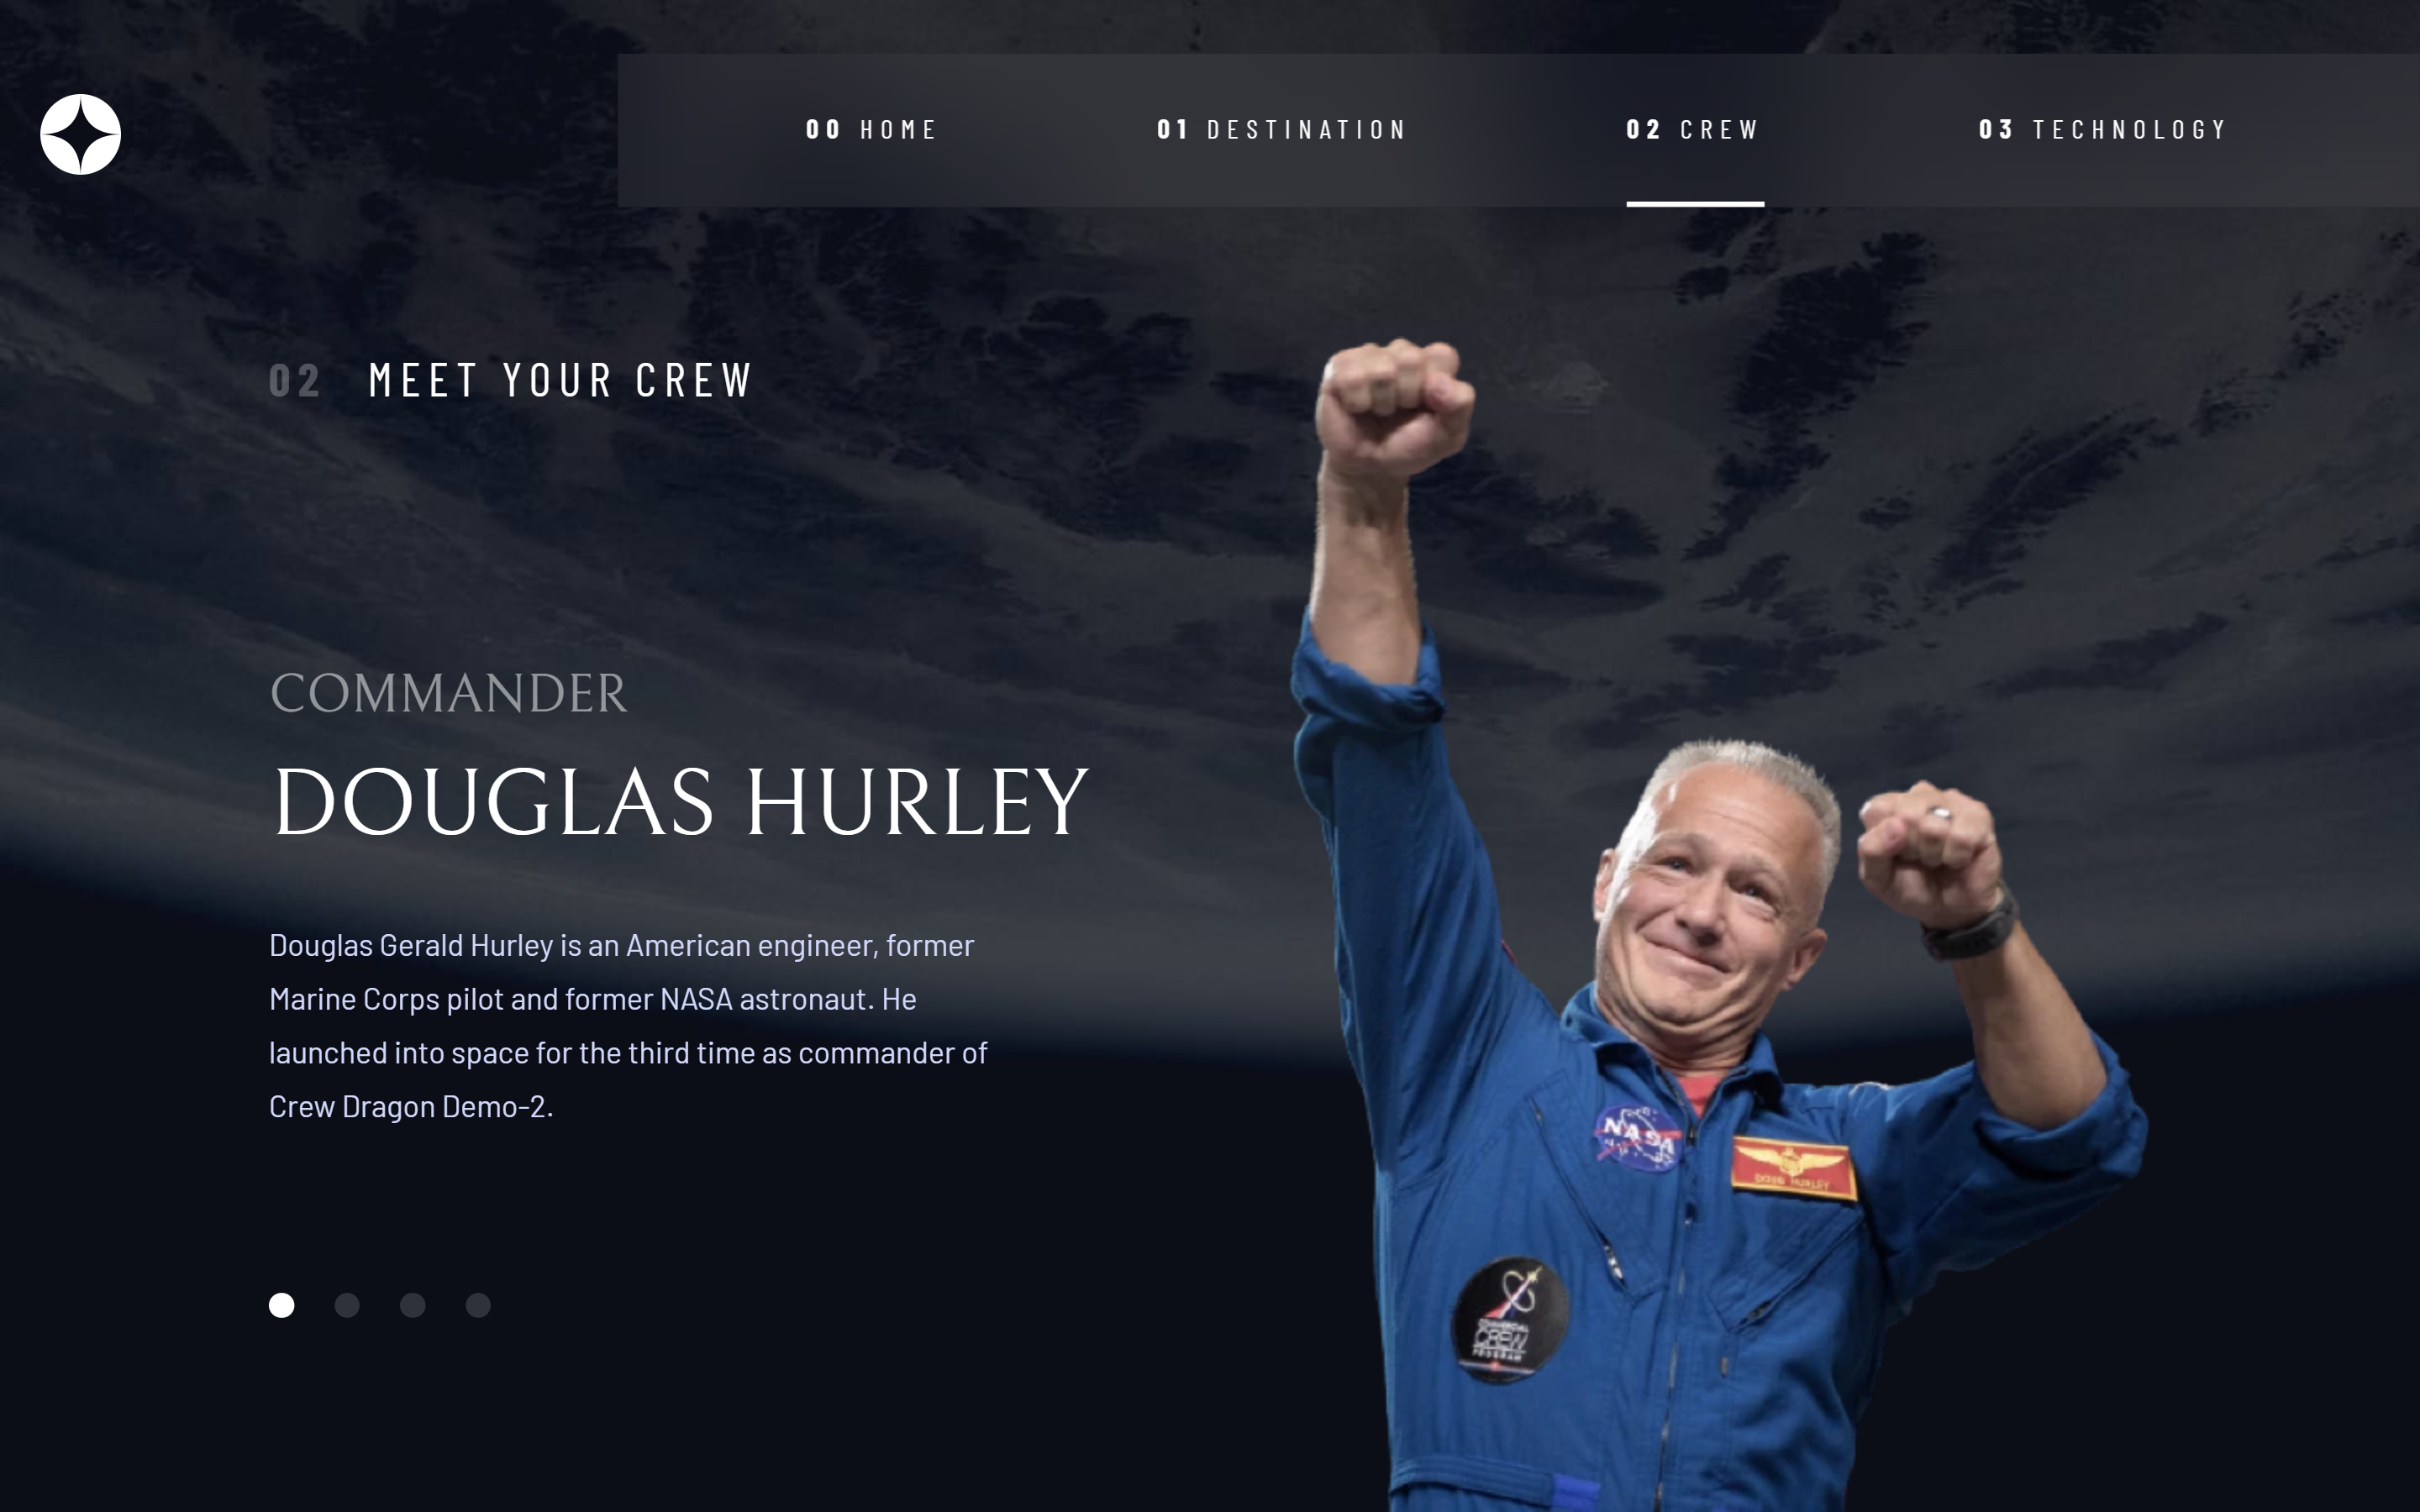 00 HOME
01 DESTINATION
02 CREW
03 TECHNOLOGY
02 MEET YOUR CREW
COMMANDER
DOUGLAS HURLEY
Douglas Gerald Hurley is an American engineer, former
Marine Corps pilot and former NASA astronaut. He
launched into space for the third time as commander of
Crew Dragon Demo-2.
NASA
DOUG HURLEY
COMMERCIAL
CREW
PROGRAM